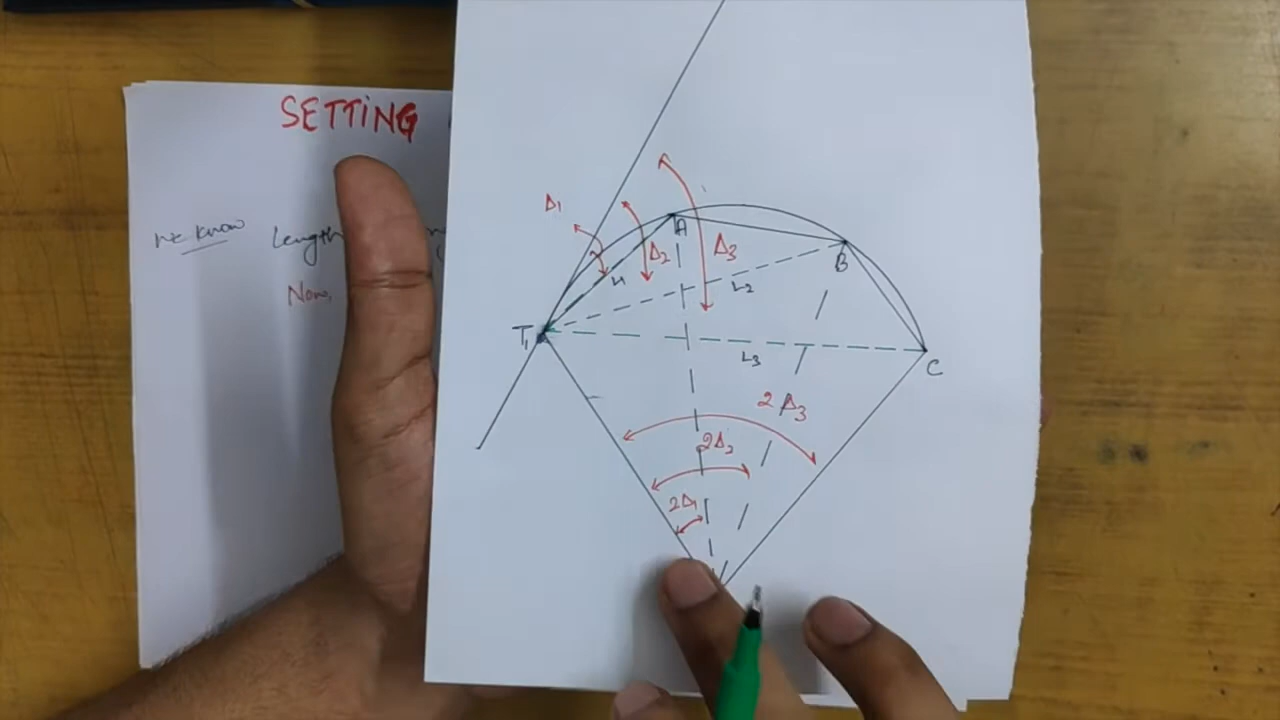 SETTING
We know Length
Now,
Δ1
A
Δ2
Δ3
B
L1
L2
T1
L3
C
2Δ3
2Δ2
2Δ1